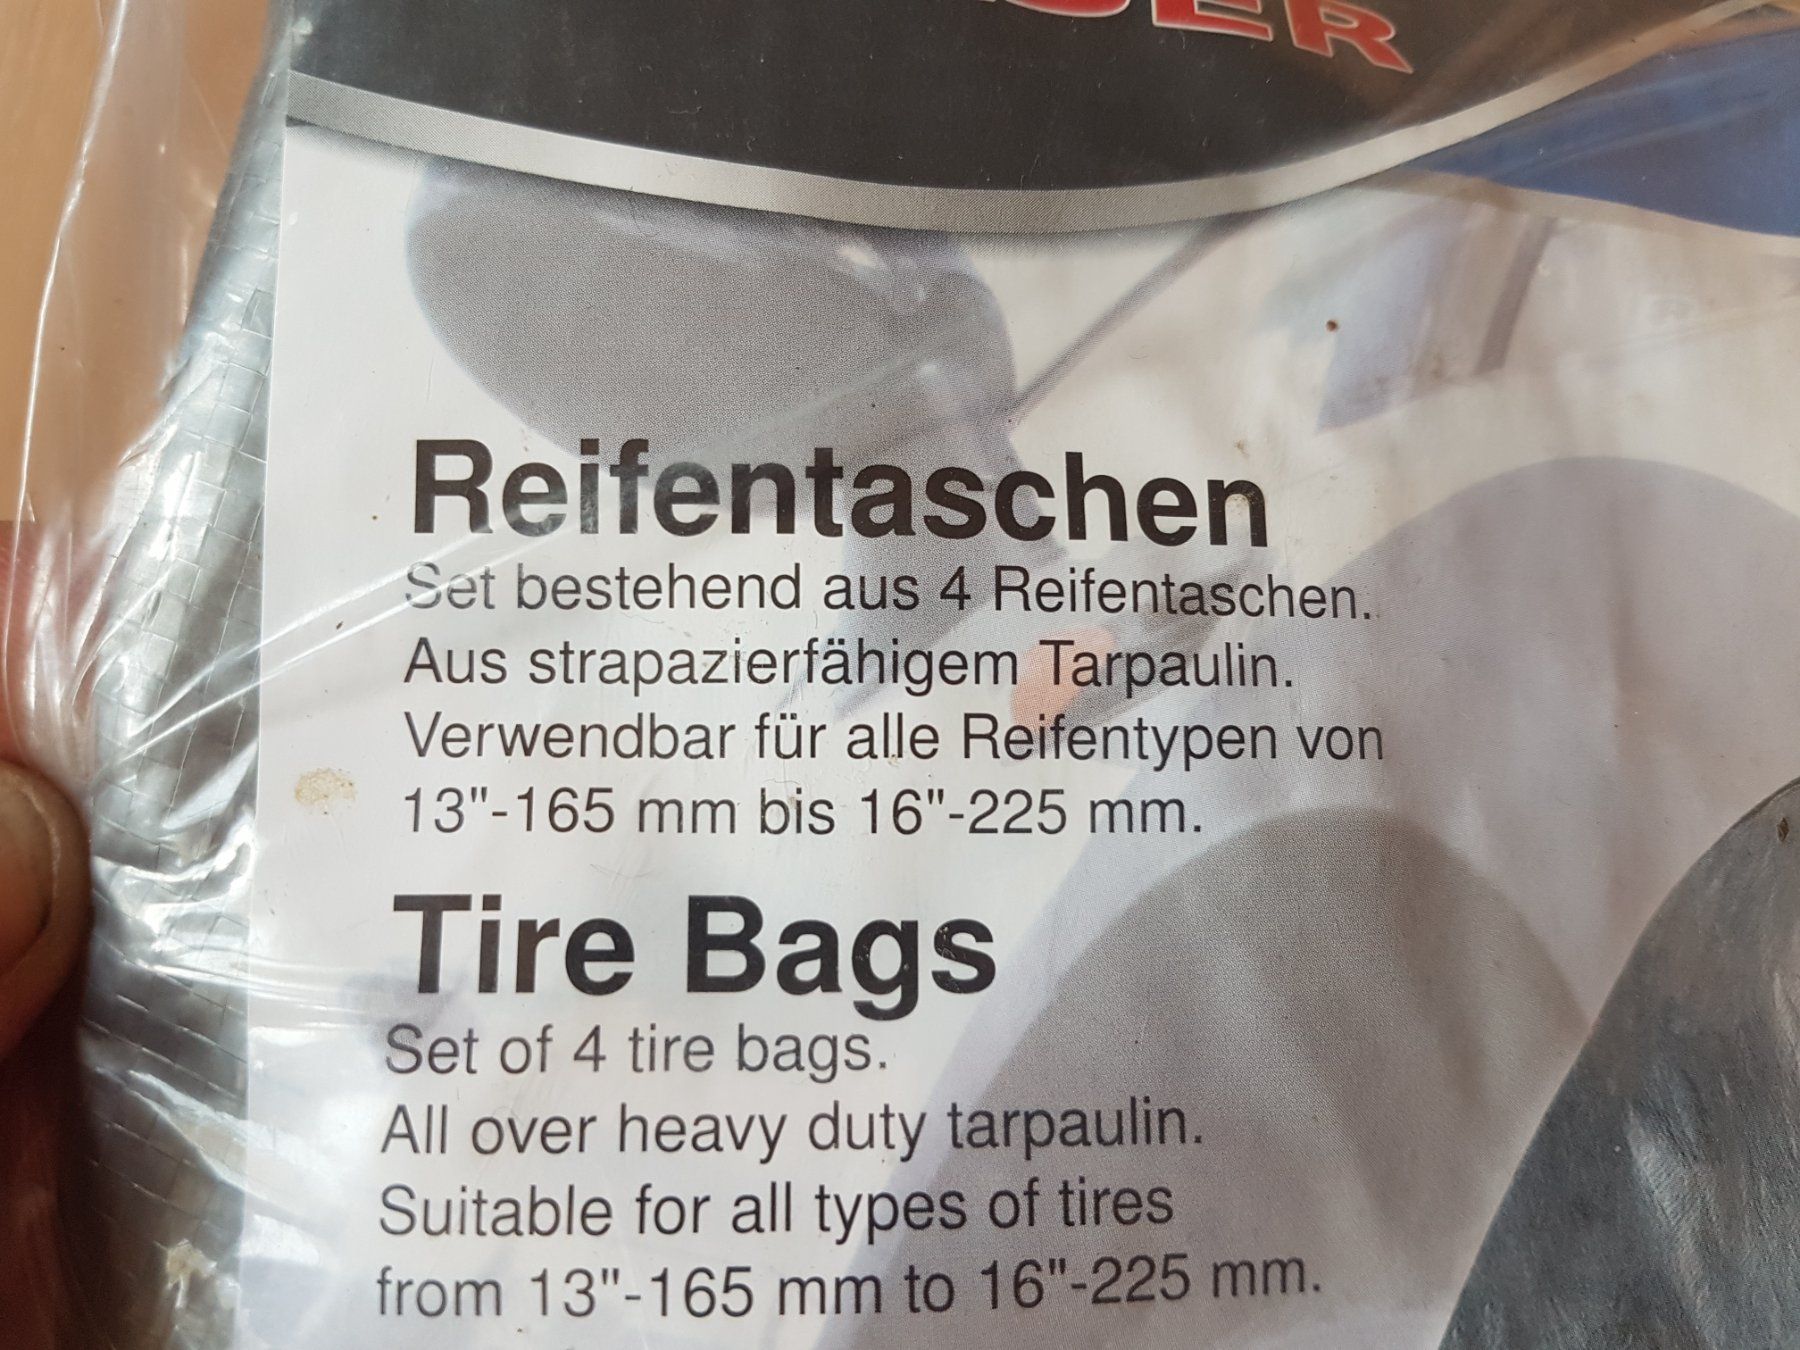 Reifentaschen
Set bestehend aus 4 Reifentaschen.
Aus strapazierfähigem Tarpaulin.
Verwendbar für alle Reifentypen von
13"-165 mm bis 16"-225 mm.
Tire Bags
Set of 4 tire bags.
All over heavy duty tarpaulin.
Suitable for all types of tires
from 13"-165 mm to 16"-225 mm.